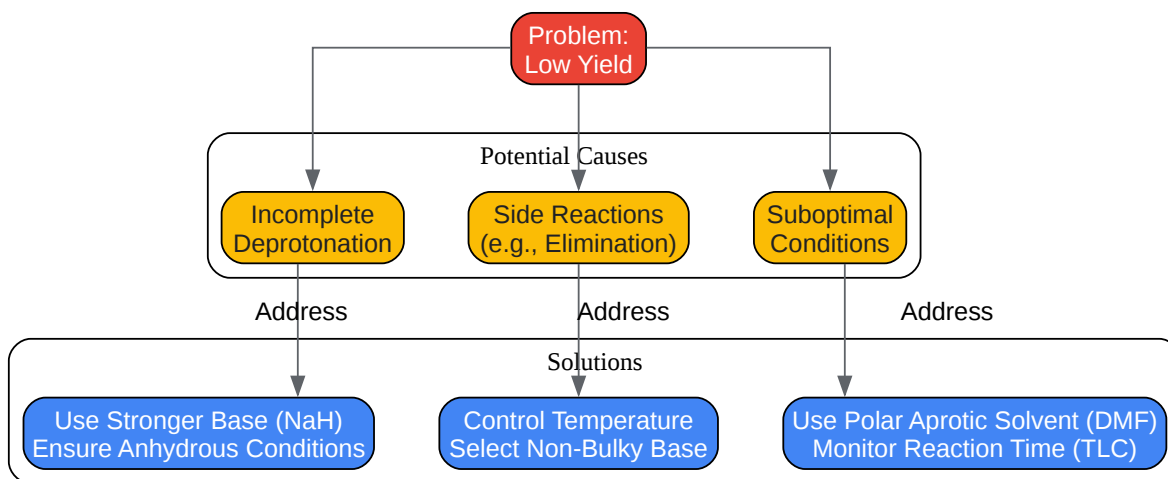 Problem:
Low Yield
Potential Causes
Incomplete
Deprotonation
Side Reactions
(e.g., Elimination)
Suboptimal
Conditions
Address
Address
Address
Solutions
Use Stronger Base (NaH)
Ensure Anhydrous Conditions
Control Temperature
Select Non-Bulky Base
Use Polar Aprotic Solvent (DMF)
Monitor Reaction Time (TLC)